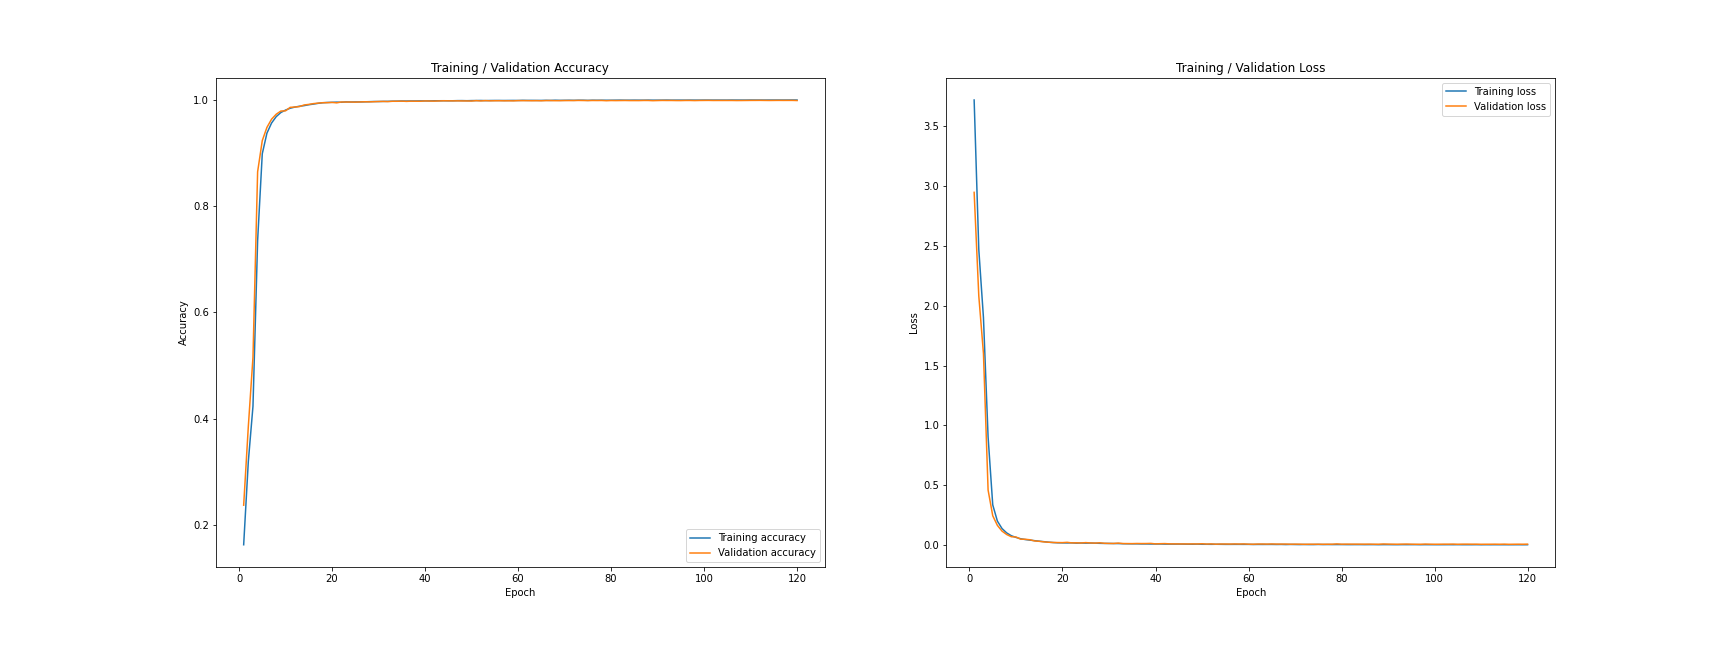 Training / Validation Accuracy
1.0
0.8
0.6
0.4
0.2
Accuracy
Training accuracy
Validation accuracy
0 20 40 60 80 100 120
Epoch
Training / Validation Loss
Training loss
Validation loss
3.5
3.0
2.5
2.0
1.5
1.0
0.5
0.0
Loss
0 20 40 60 80 100 120
Epoch